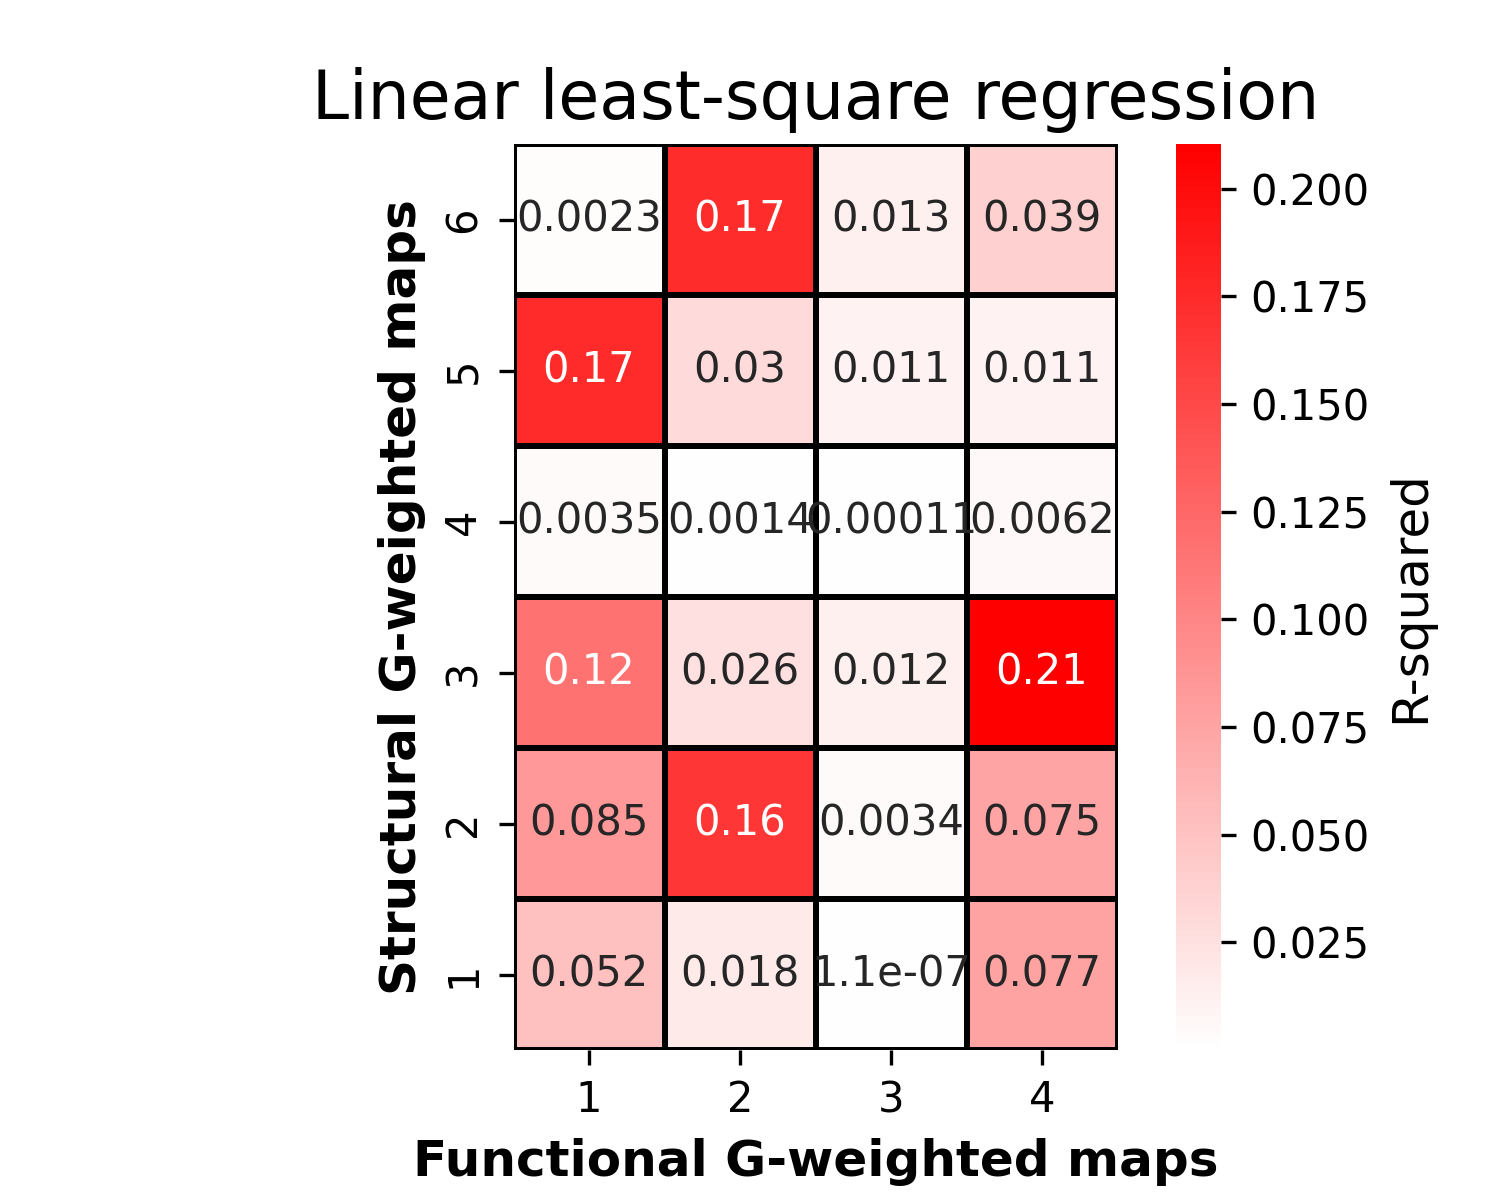 Linear least-square regression
Structural G-weighted maps
6 0.0023 0.17 0.013 0.039
5 0.17 0.03 0.011 0.011
4 0.0035 0.0014 0.00011 0.0062
3 0.12 0.026 0.012 0.21
2 0.085 0.16 0.0034 0.075
1 0.052 0.018 1.1e-07 0.077
1 2 3 4
Functional G-weighted maps
0.200
0.175
0.150
0.125
0.100
0.075
0.050
0.025
R-squared